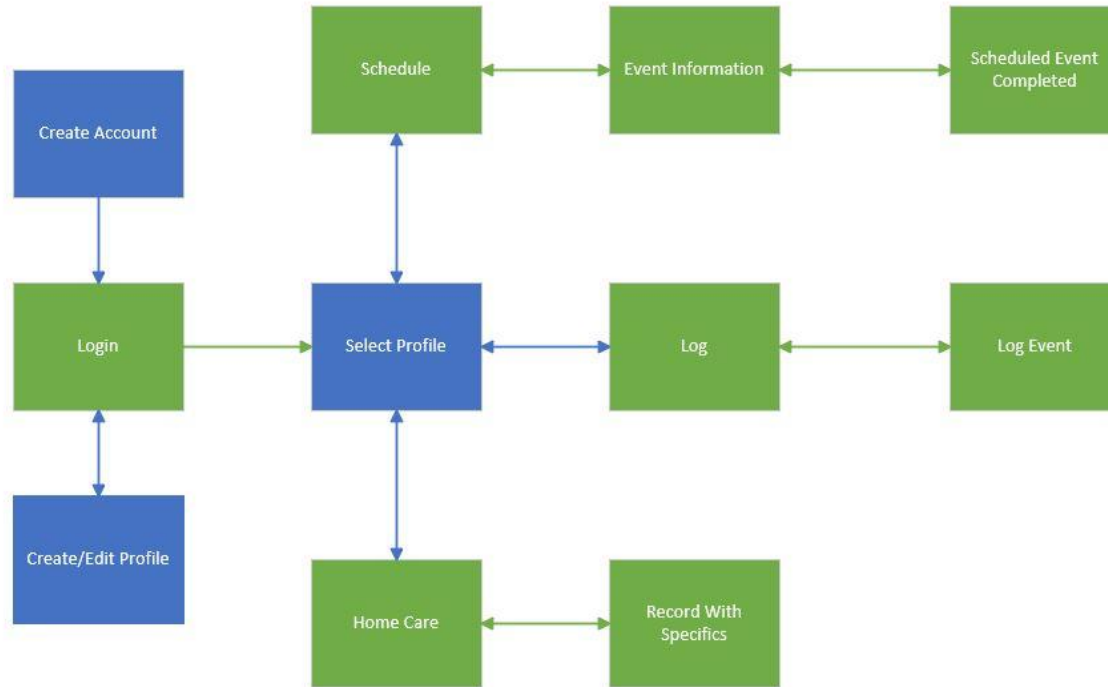 Schedule
Event Information
Scheduled Event
Completed
Create Account
Login
Select Profile
Log
Log Event
Create/Edit Profile
Home Care
Record With
Specifics